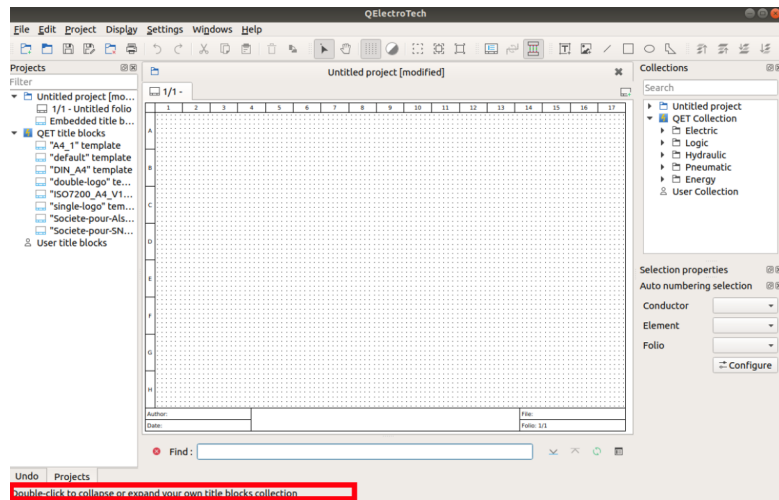 QElectroTech
File Edit Project Display Settings Windows Help
Projects
Filter
Untitled project [mo...
1/1 - Untitled folio
Embedded title b...
QET title blocks
"A4_1" template
"default" template
"DIN_A4" template
"double-logo" te...
"ISO7200_A4_V1...
"single-logo" tem...
"Societe-pour-Als...
"Societe-pour-SN...
User title blocks
Undo Projects
Untitled project [modified]
1/1 -
1 2 3 4 5 6 7 8 9 10 11 12 13 14 15 16 17
A
B
C
D
E
F
G
H
Author:
Date:
File:
Folio: 1/1
Find :
Collections
Search
Untitled project
QET Collection
Electric
Logic
Hydraulic
Pneumatic
Energy
User Collection
Selection properties
Auto numbering selection
Conductor
Element
Folio
Configure
Double-click to collapse or expand your own title blocks collection